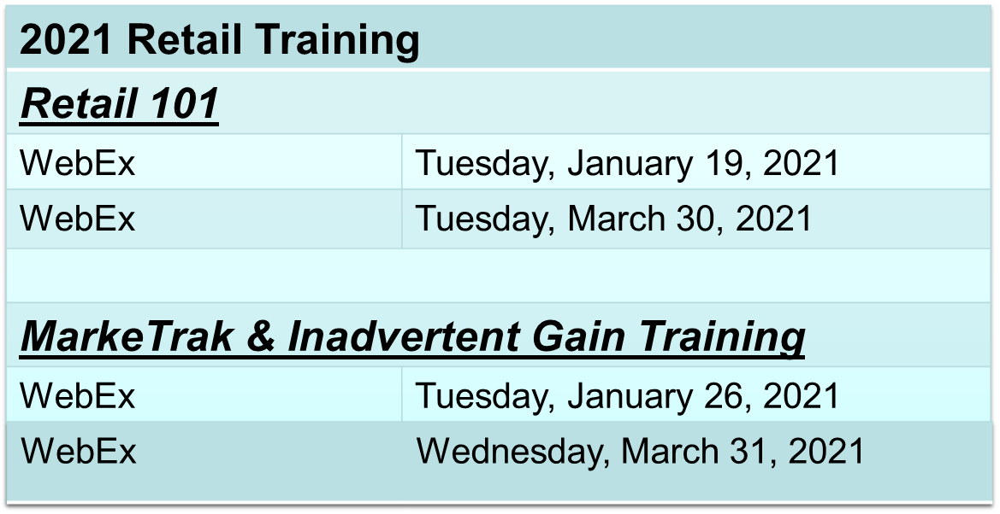 2021 Retail Training
Retail 101
WebEx Tuesday, January 19, 2021
WebEx Tuesday, March 30, 2021
MarkeTrak & Inadvertent Gain Training
WebEx Tuesday, January 26, 2021
WebEx Wednesday, March 31, 2021